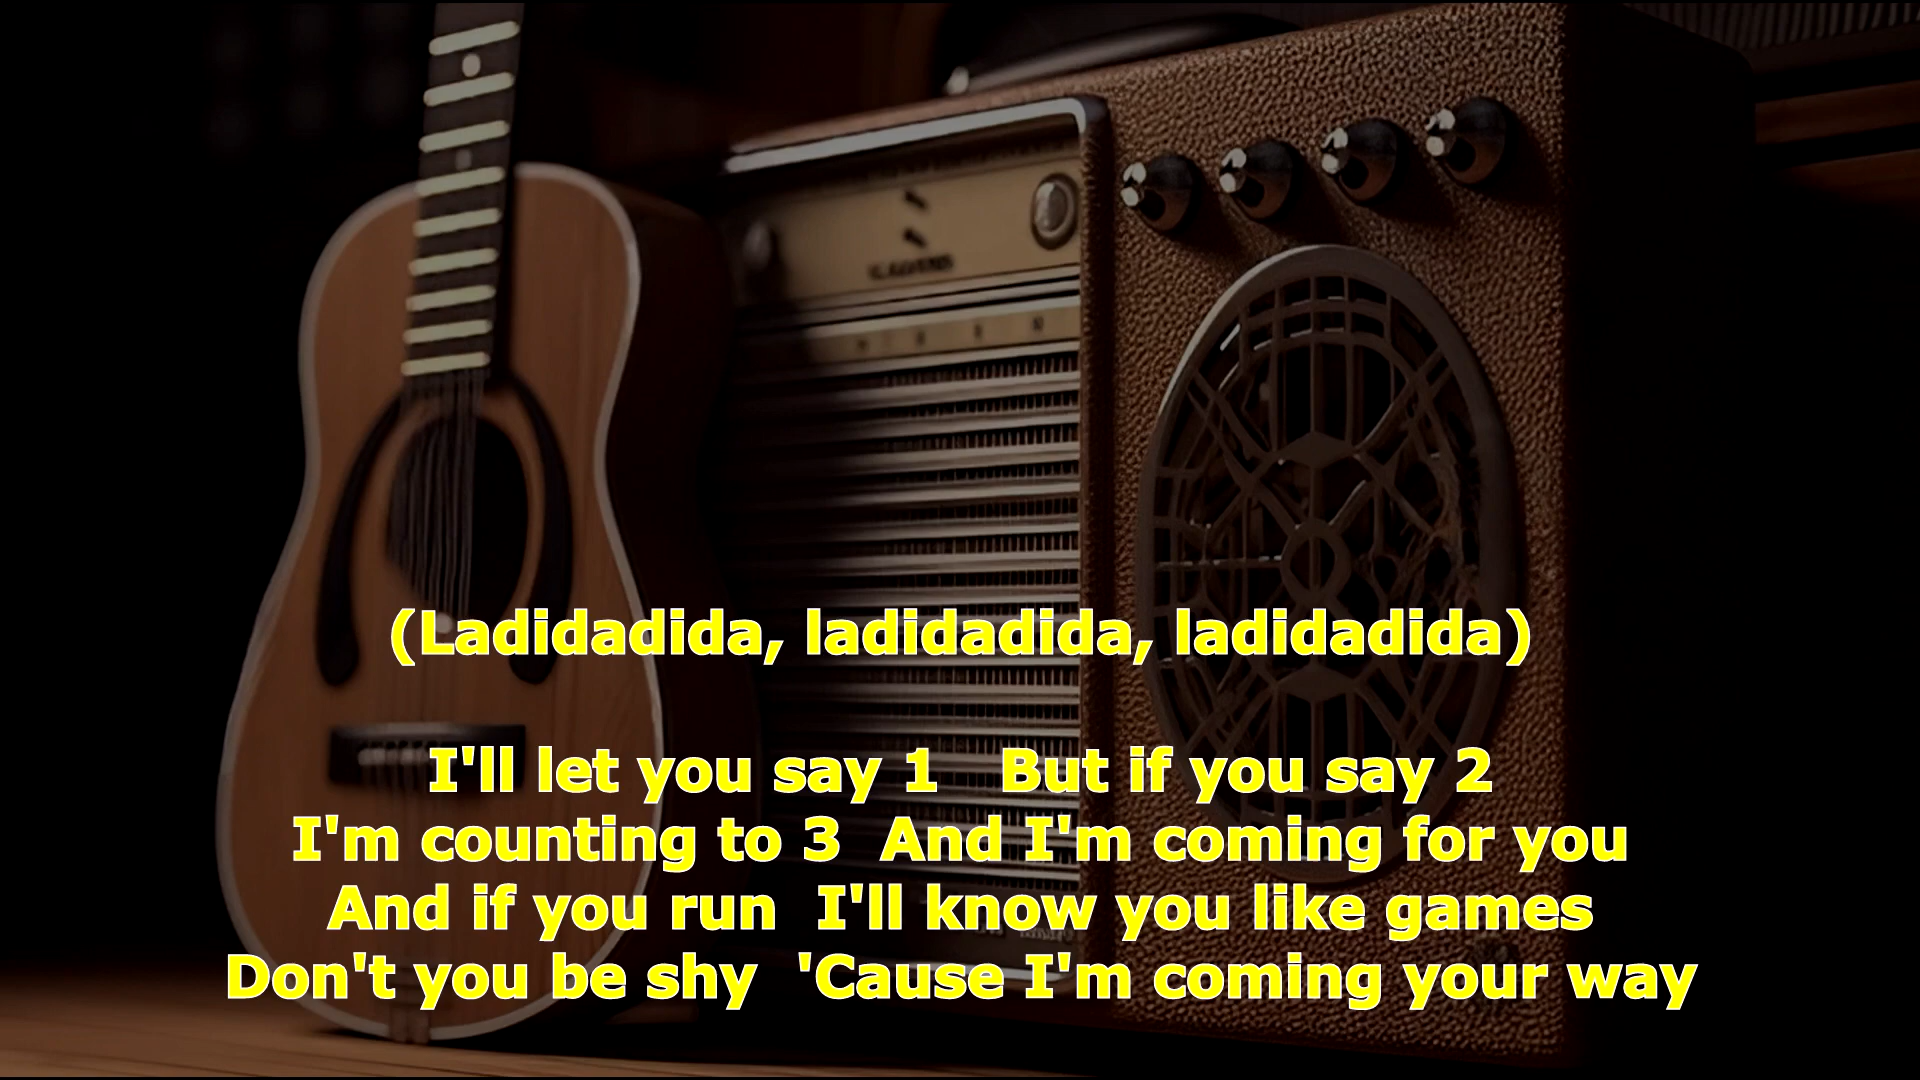 (Ladidadida, ladidadida, ladidadida)
I'll let you say 1   But if you say 2
I'm counting to 3  And I'm coming for you
And if you run  I'll know you like games
Don't you be shy  'Cause I'm coming your way